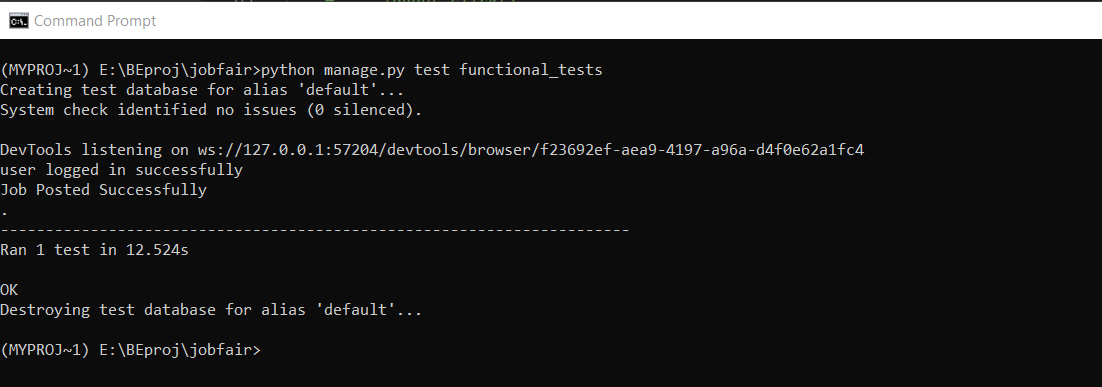 Command Prompt
(MYPROJ~1) E:\BEproj\jobfair>python manage.py test functional_tests
Creating test database for alias 'default'...
System check identified no issues (0 silenced).
DevTools listening on ws://127.0.0.1:57204/devtools/browser/f23692ef-aea9-4197-a96a-d4f0e62a1fc4
user logged in successfully
Job Posted Successfully
.
----------------------------------------------------------------------
Ran 1 test in 12.524s
OK
Destroying test database for alias 'default'...
(MYPROJ~1) E:\BEproj\jobfair>